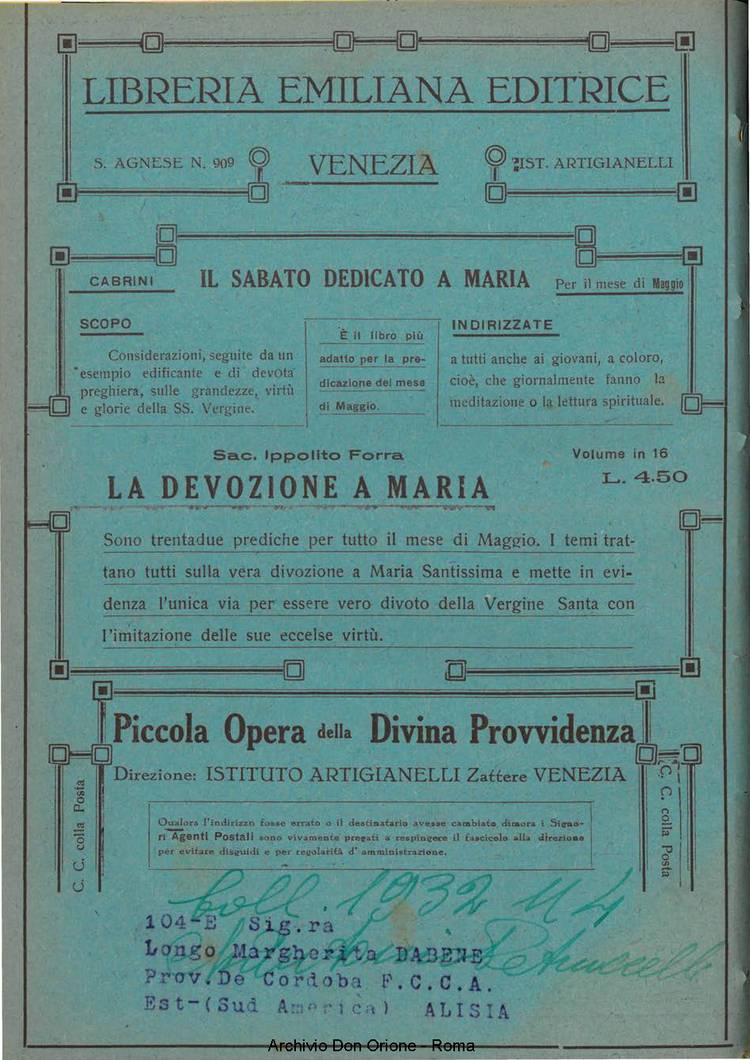 LIBRERIA EMILIANA EDITRICE
S. AGNESE N. 909 VENEZIA IST. ARTIGIANELLI
CABRINI IL SABATO DEDICATO A MARIA Per il mese di Maggio
SCOPO
Considerazioni, seguite da un
esempio edificante e di devota
preghiera, sulle grandezze, virtù
e glorie della SS. Vergine.
È il libro più
adatto per la pre-
dicazione del mese
di Maggio.
INDIRIZZATE
a tutti anche ai giovani, a coloro,
cioè, che giornalmente fanno la
meditazione o la lettura spirituale.
Sac. Ippolito Forra
LA DEVOZIONE A MARIA
Volume in 16
L. 4.50
Sono trentadue prediche per tutto il mese di Maggio. I temi trat-
tano tutti sulla vera divozione a Maria Santissima e mette in evi-
denza l'unica via per essere vero divoto della Vergine Santa con
l'imitazione delle sue eccelse virtù.
Piccola Opera della Divina Provvidenza
Direzione: ISTITUTO ARTIGIANELLI Zattere VENEZIA
C. C. colla Posta
C. C. colla Posta
Qualora l'indirizzo fosse errato o il destinatario avesse cambiato dimora i Signo-
ri Agenti Postali sono vivamente pregati a respingere il fascicolo alla direzione
per evitare disguidi e per regolarità d' amministrazione.
Coll. 1932 N 4
104-E Sig.ra
Longo Margherita DABENE
Prov.De Cordoba F.C.C.A.
Est-(Sud America) ALISIA
Archivio Don Orione - Roma